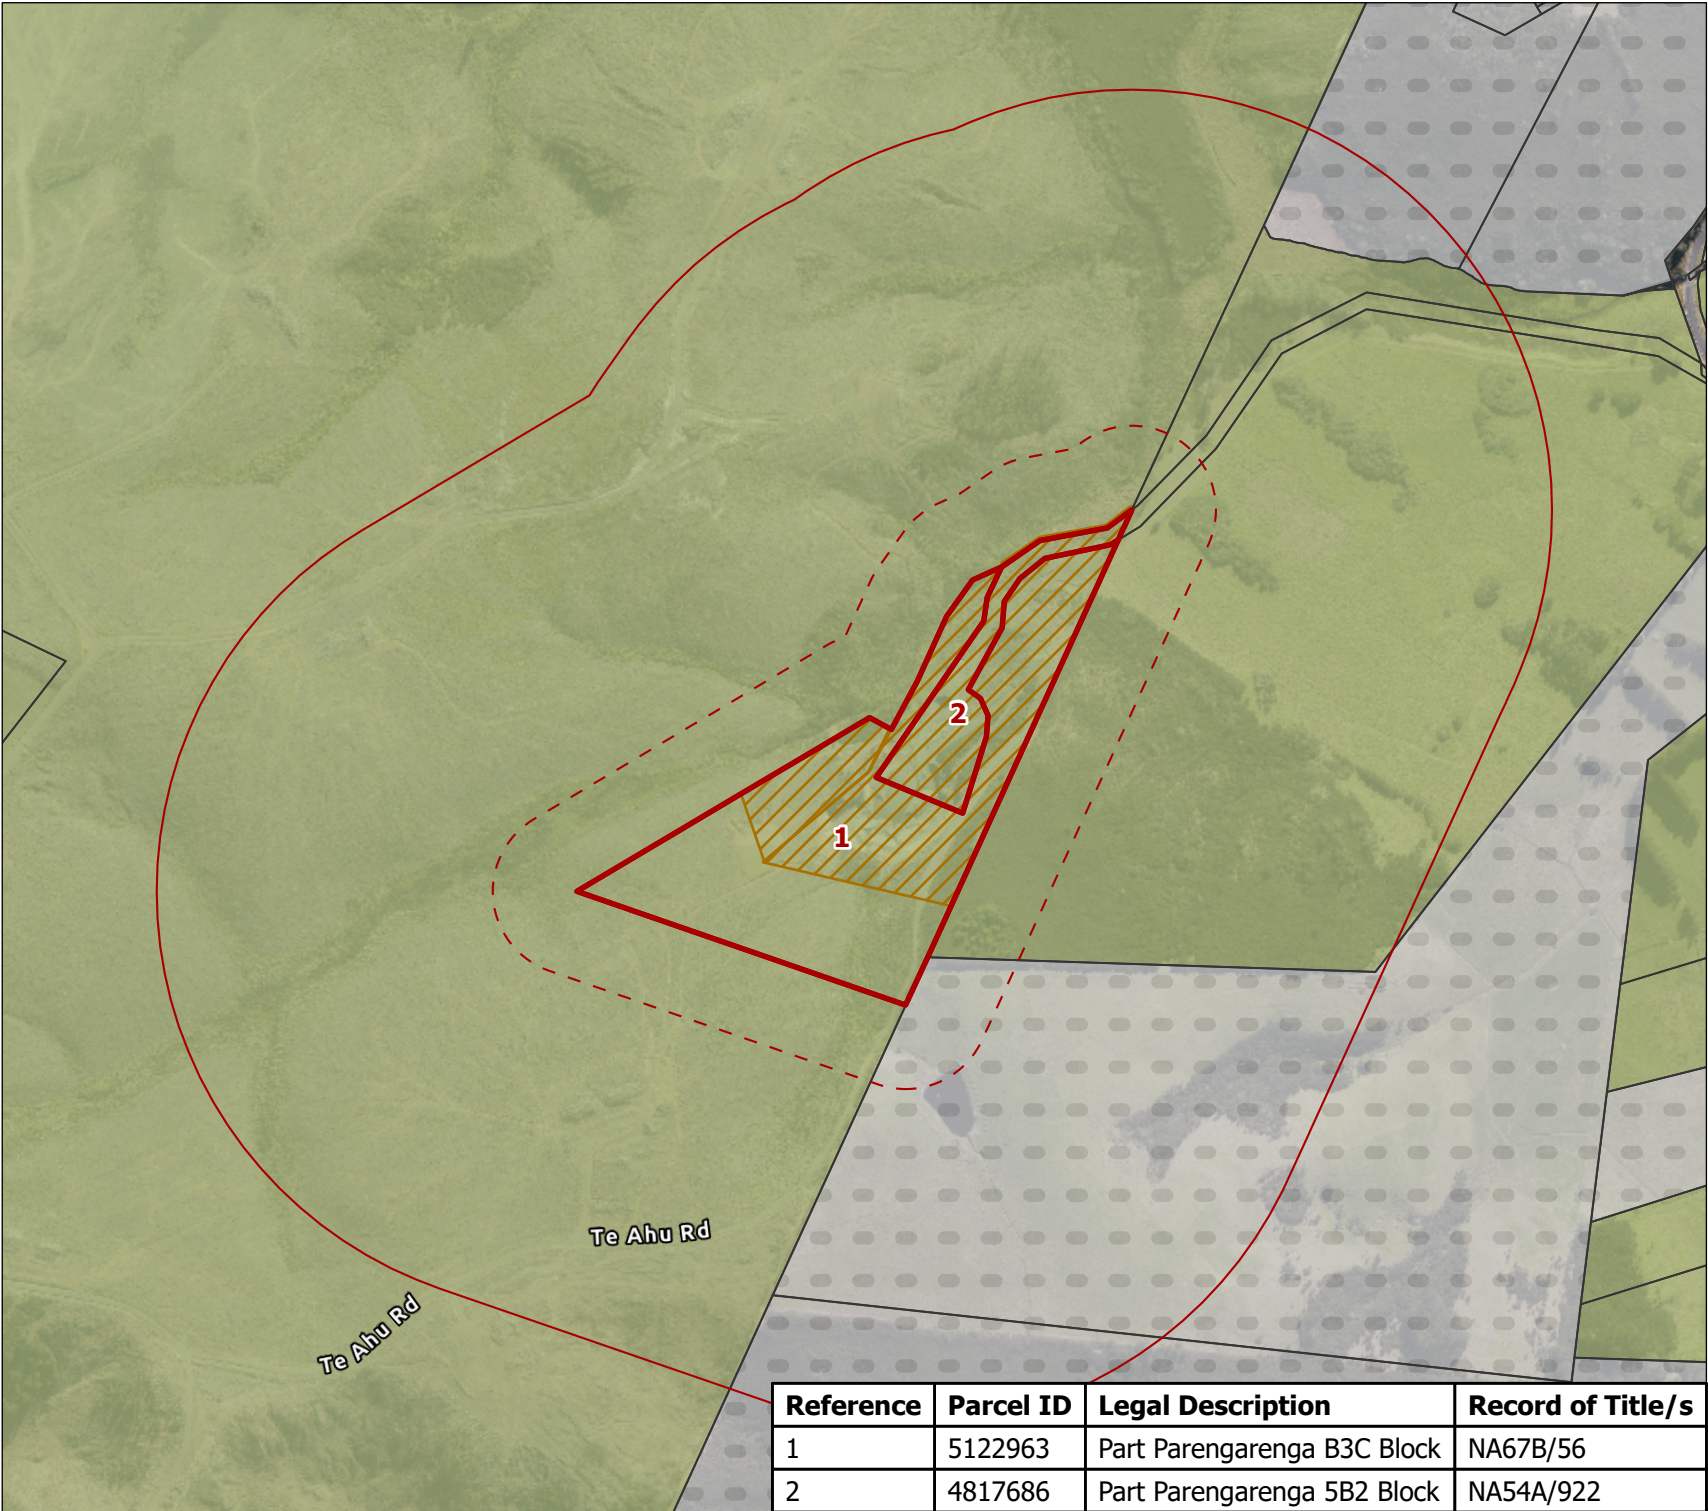 2
1
Te Ahu Rd
Te Ahu Rd
Reference Parcel ID Legal Description Record of Title/s
1 5122963 Part Parengarenga B3C Block NA67B/56
2 4817686 Part Parengarenga 5B2 Block NA54A/922